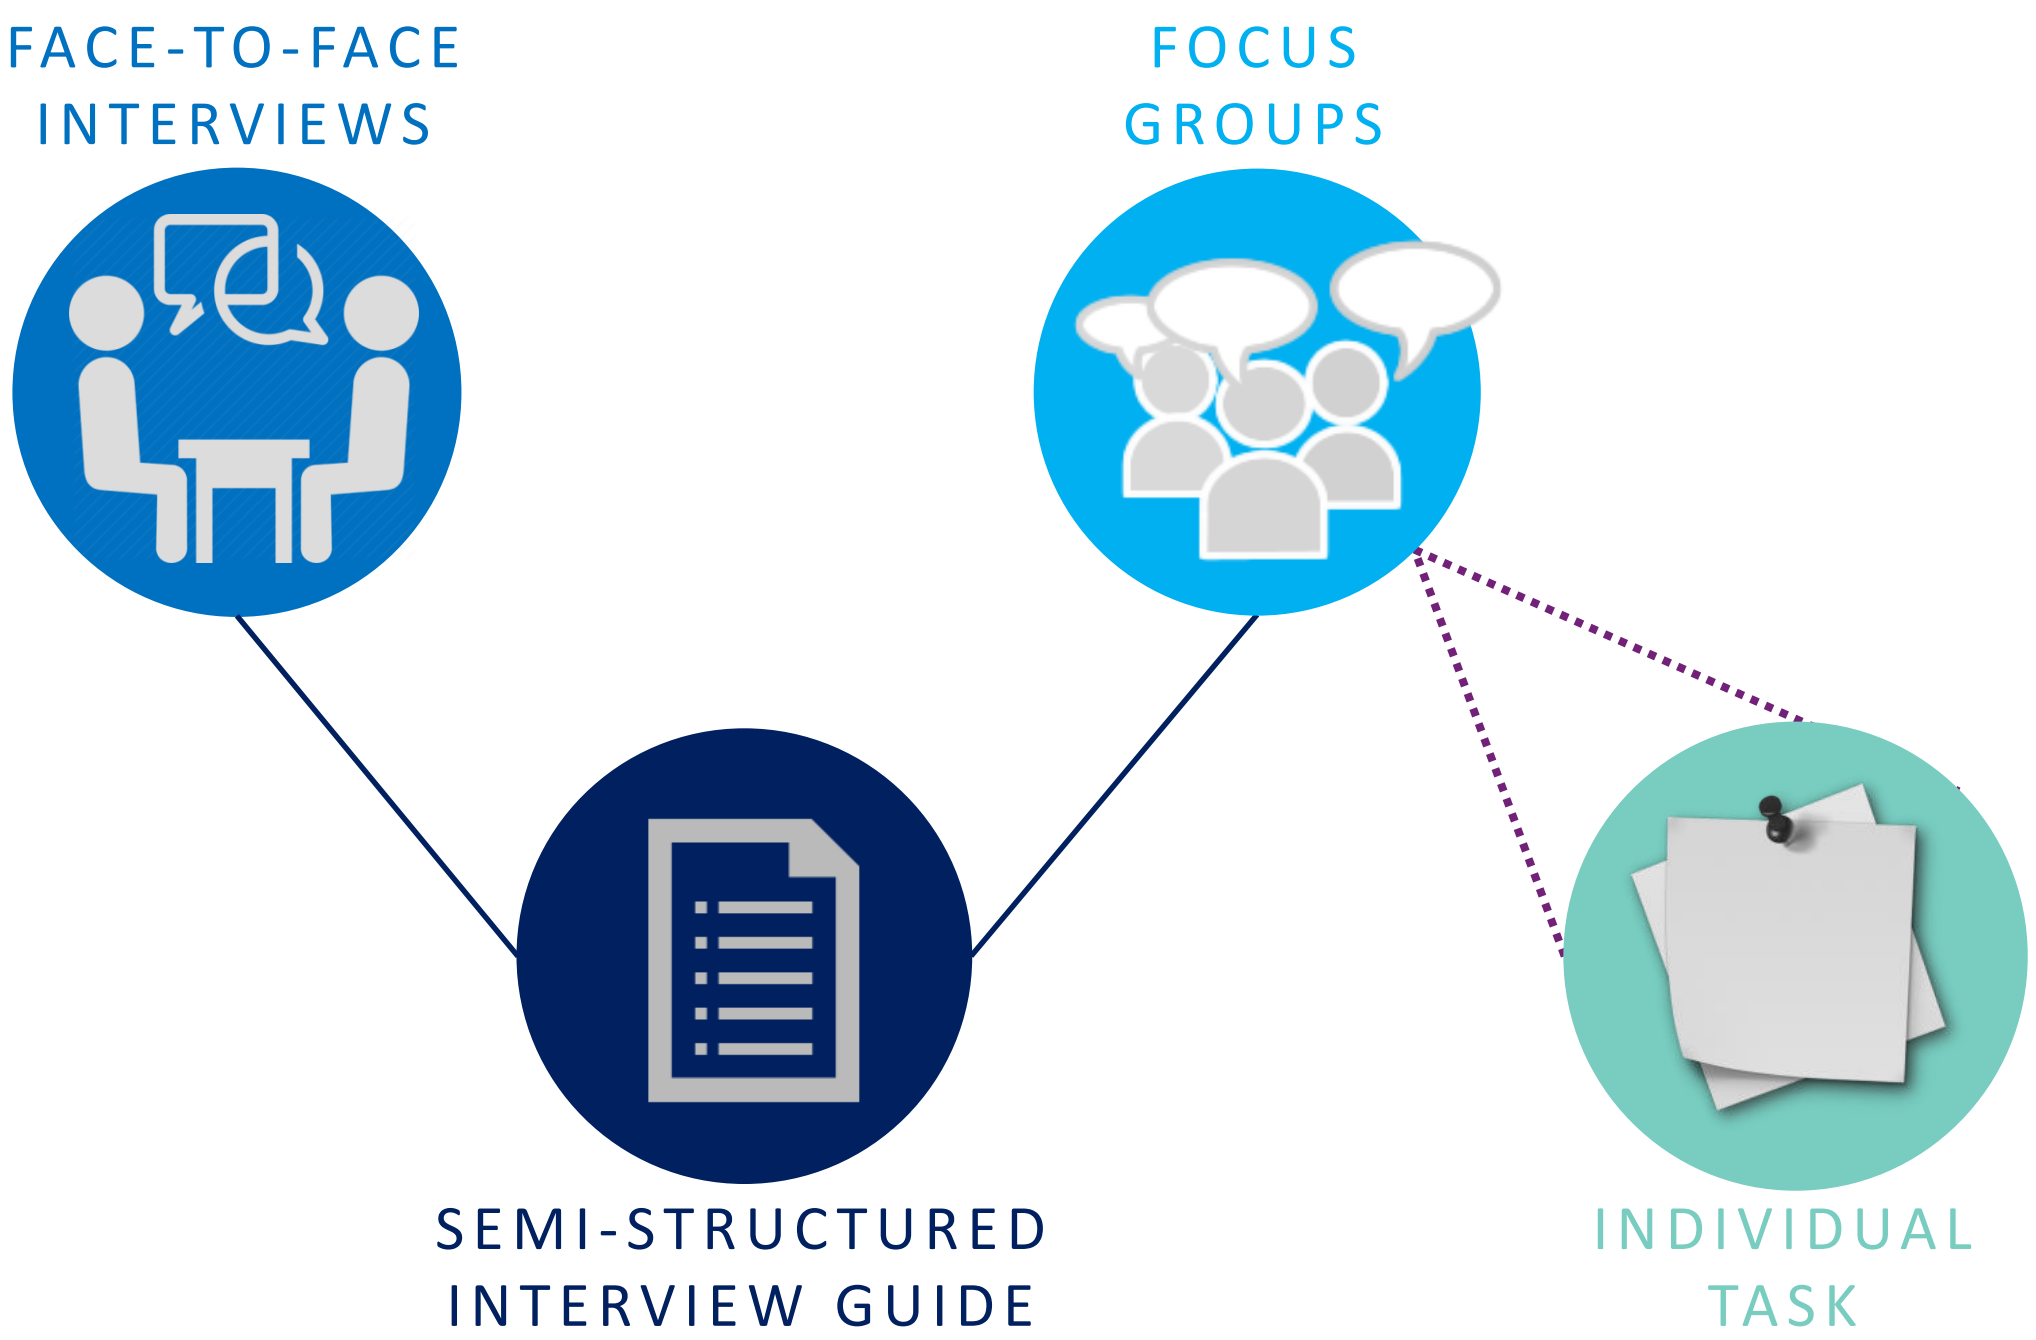 FACE-TO-FACE
INTERVIEWS
FOCUS
GROUPS
SEMI-STRUCTURED
INTERVIEW GUIDE
INDIVIDUAL
TASK